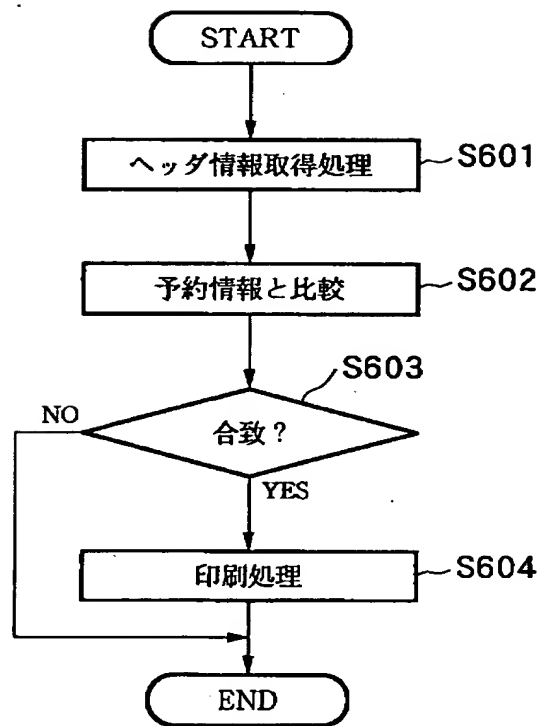 START
ヘッダ情報取得処理
S601
予約情報と比較
S602
S603
NO
合致?
YES
印刷処理
S604
END